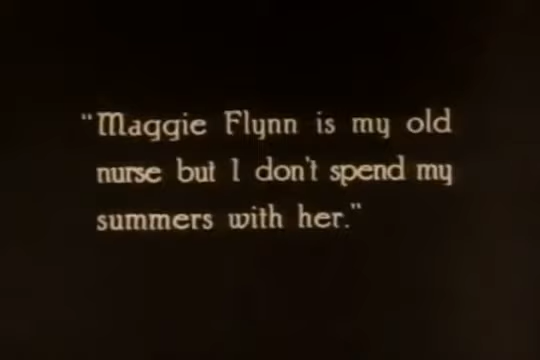 "Maggie Flynn is my old
nurse but I don't spend my
summers with her."